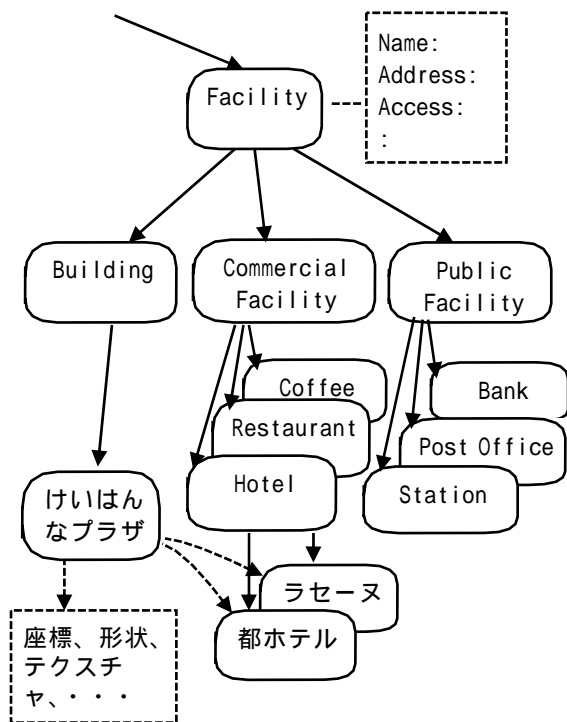 Name:
Address:
Access:
:
Facility
Building
Commercial
Facility
Public
Facility
Coffee
Restaurant
Hotel
Bank
Post Office
Station
けいはん
なプラザ
ラセーヌ
都ホテル
座標、形状、
テクスチ
ャ、・・・